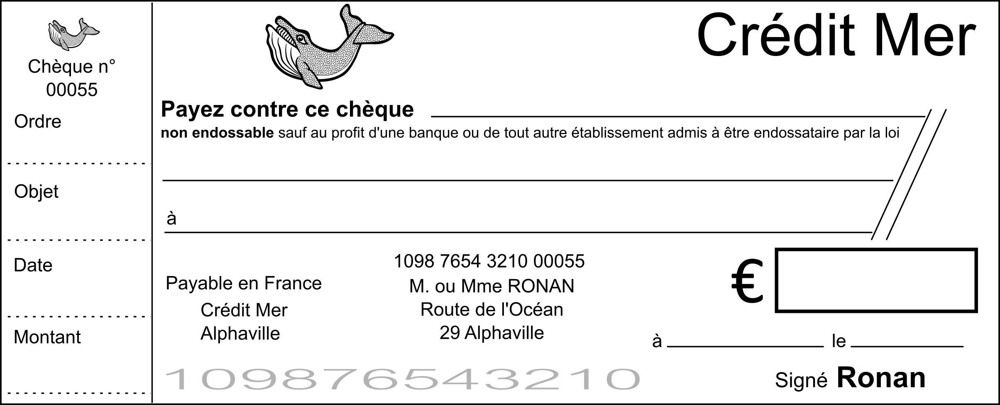 Chèque n°
00055
Ordre
Objet
Date
Montant
Crédit Mer
Payez contre ce chèque
non endossable sauf au profit d'une banque ou de tout autre établissement admis à être endossataire par la loi
à
€
Payable en France
Crédit Mer
Alphaville
1098 7654 3210 00055
M. ou Mme RONAN
Route de l'Océan
29 Alphaville
à le
109876543210
Signé Ronan